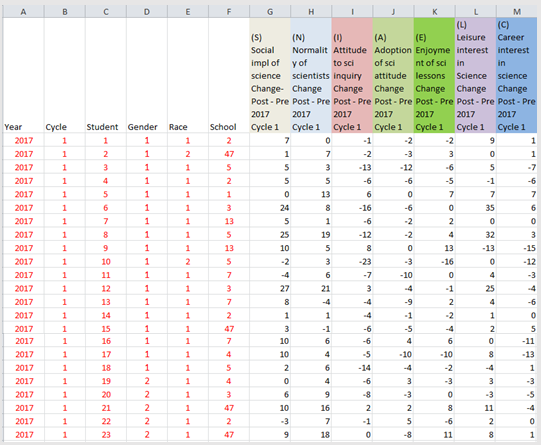 A B C D E F G H I J K L M
(L) (C)
(S) (N) (I) (A) (E) Leisure Career
Social Normalit Attitude Adoption Enjoyme interest interest
impl of y of to sci of sci nt of sci in in
science scientists inquiry attitude lessons Science science
Change- Change Change Change Change Change Change
Post - Pre Post - Pre Post - Pre Post - Pre Post - Pre Post - Pre Post - Pre
2017 2017 2017 2017 2017 2017 2017
Year Cycle Student Gender Race School Cycle 1 Cycle 1 Cycle 1 Cycle 1 Cycle 1 Cycle 1 Cycle 1
2017 1 1 1 1 2 7 0 -1 -2 -2 9 1
2017 1 2 1 2 47 1 7 -2 -3 3 0 1
2017 1 3 1 1 5 5 3 -13 -12 -6 5 -7
2017 1 4 1 1 2 5 5 -6 -6 -5 -1 -6
2017 1 5 1 1 1 0 13 6 0 7 7 7
2017 1 6 1 1 3 24 8 -16 -6 0 35 6
2017 1 7 1 1 13 5 1 -6 -2 2 0 0
2017 1 8 1 1 5 25 19 -12 -2 4 32 3
2017 1 9 1 1 13 10 5 8 0 13 -13 -15
2017 1 10 1 2 5 -2 3 -23 -3 -16 0 -12
2017 1 11 1 1 7 -4 6 -7 -10 0 4 -3
2017 1 12 1 1 3 27 21 3 -4 -1 25 -4
2017 1 13 1 1 7 8 -4 -4 -9 2 4 -6
2017 1 14 1 1 2 1 1 -4 -1 -2 1 0
2017 1 15 1 1 47 3 -1 -6 -5 -4 2 5
2017 1 16 1 1 7 10 6 -6 4 6 0 -11
2017 1 17 1 1 4 10 4 -5 -10 -10 8 -13
2017 1 18 1 1 5 2 6 -14 -4 -2 -4 1
2017 1 19 2 1 4 0 4 -6 3 -3 3 -3
2017 1 20 2 1 3 6 9 -8 -3 0 -3 -5
2017 1 21 2 1 47 10 16 2 2 8 11 -4
2017 1 22 2 1 2 -3 7 -1 5 -6 2 0
2017 1 23 2 1 47 9 18 0 -8 11 8 1